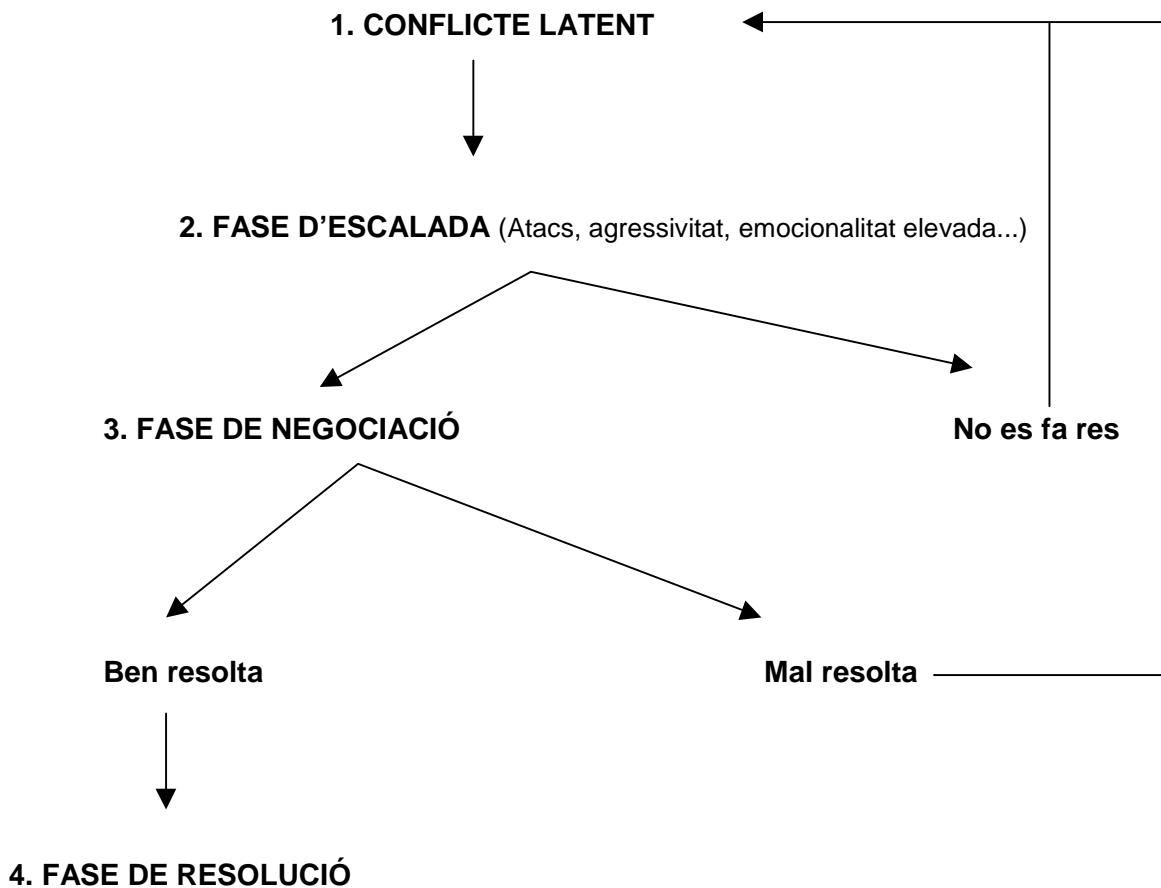 1. CONFLICTE LATENT
2. FASE D’ESCALADA (Atacs, agressivitat, emocionalitat elevada...)
3. FASE DE NEGOCIACIÓ
No es fa res
Ben resolta
Mal resolta
4. FASE DE RESOLUCIÓ